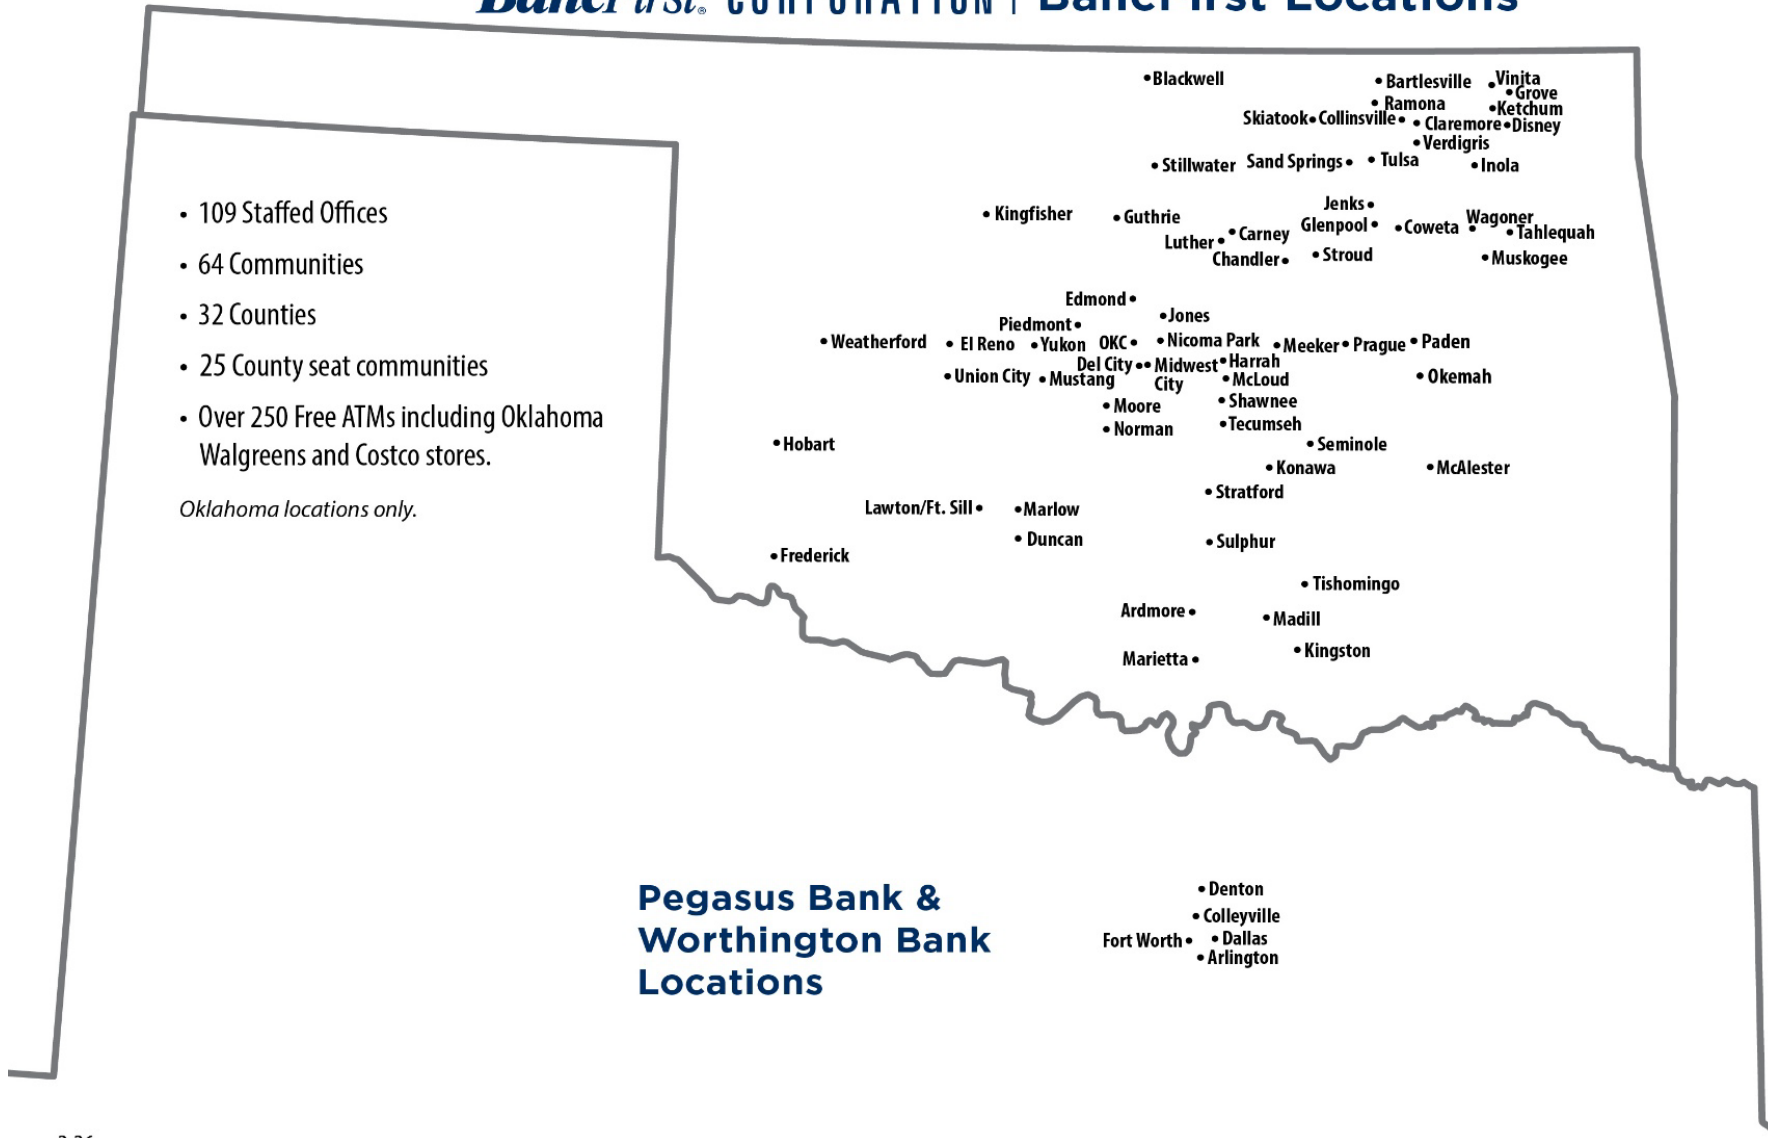 BancFirst. CORPORATION | BancFirst Locations
• Blackwell
• Bartlesville
• Vinita
• Grove
• Ramona
• Ketchum
Skiatook •
Collinsville •
• Claremore
• Disney
• Verdigris
• Stillwater
Sand Springs •
• Tulsa
• Inola
• 109 Staffed Offices
• 64 Communities
• 32 Counties
• 25 County seat communities
• Over 250 Free ATMs including Oklahoma
Walgreens and Costco stores.
Oklahoma locations only.
• Kingfisher
• Guthrie
Jenks •
Glenpool •
• Coweta
Wagoner
• Tahlequah
• Carney
Luther •
Chandler •
• Stroud
• Muskogee
Edmond •
• Jones
Piedmont •
• Weatherford
• El Reno
• Yukon
OKC •
• Nicoma Park
• Meeker
• Prague
• Paden
Del City •
• Midwest
City
• Harrah
• Union City
• Mustang
• McLoud
• Okemah
• Moore
• Shawnee
• Norman
• Tecumseh
• Hobart
• Seminole
• Konawa
• McAlester
• Stratford
Lawton/Ft. Sill •
• Marlow
• Duncan
• Sulphur
• Frederick
• Tishomingo
Ardmore •
• Madill
• Kingston
Marietta •
Pegasus Bank &
Worthington Bank
Locations
• Denton
• Colleyville
Fort Worth •
• Dallas
• Arlington